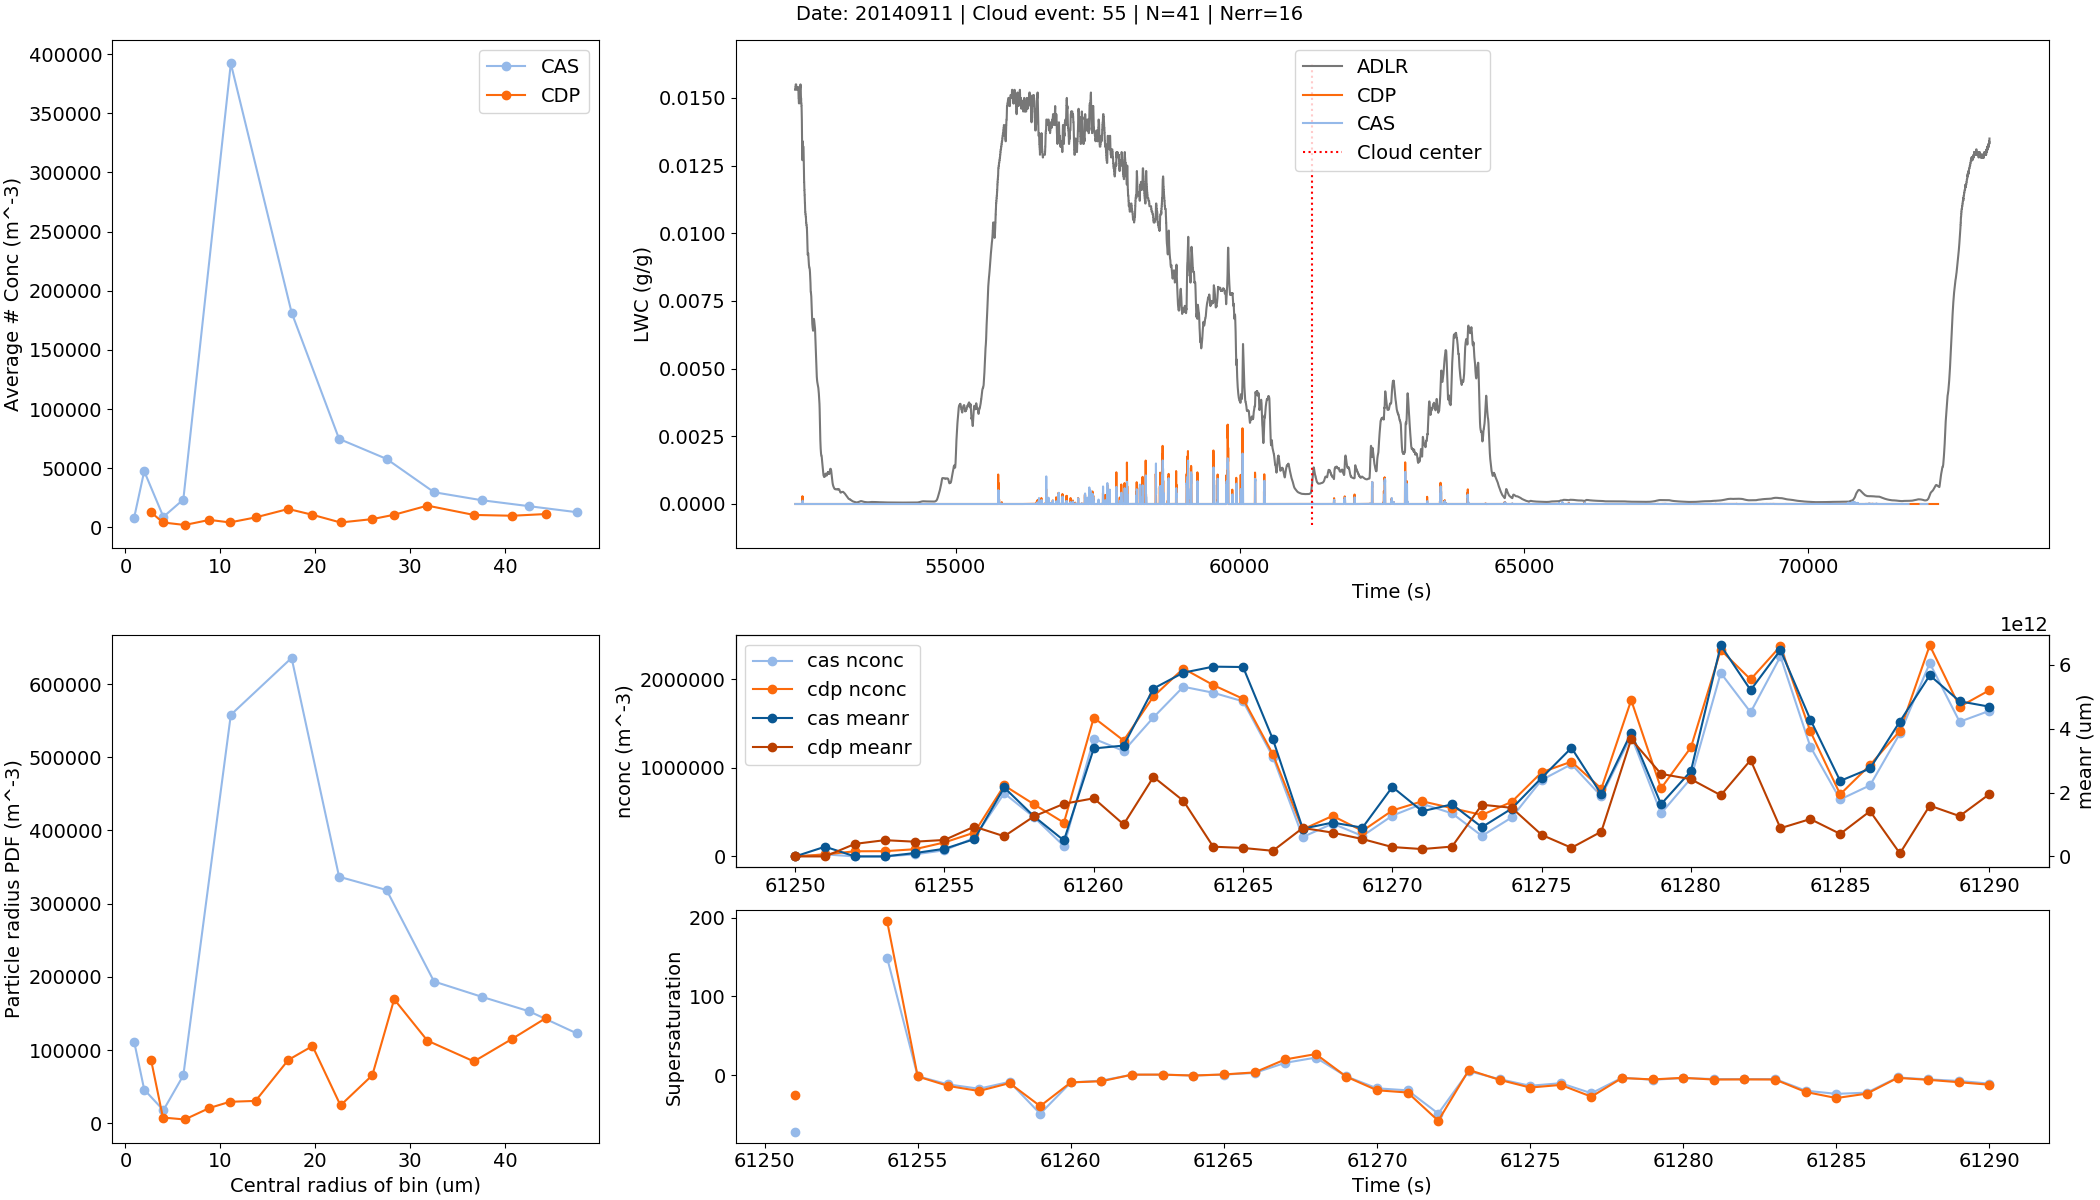 Date: 20140911 | Cloud event: 55 | N=41 | Nerr=16
Average # Conc (m^-3)
400000
350000
300000
250000
200000
150000
100000
50000
0
0 10 20 30 40
CAS
CDP
LWC (g/g)
0.0150
0.0125
0.0100
0.0075
0.0050
0.0025
0.0000
55000 60000 65000 70000
Time (s)
ADLR
CDP
CAS
Cloud center
Particle radius PDF (m^-3)
600000
500000
400000
300000
200000
100000
0
0 10 20 30 40
Central radius of bin (um)
nconc (m^-3)
2000000
1000000
0
cas nconc
cdp nconc
cas meanr
cdp meanr
1e12
6
4
2
0
meanr (um)
61250 61255 61260 61265 61270 61275 61280 61285 61290
Supersaturation
200
100
0
61250 61255 61260 61265 61270 61275 61280 61285 61290
Time (s)